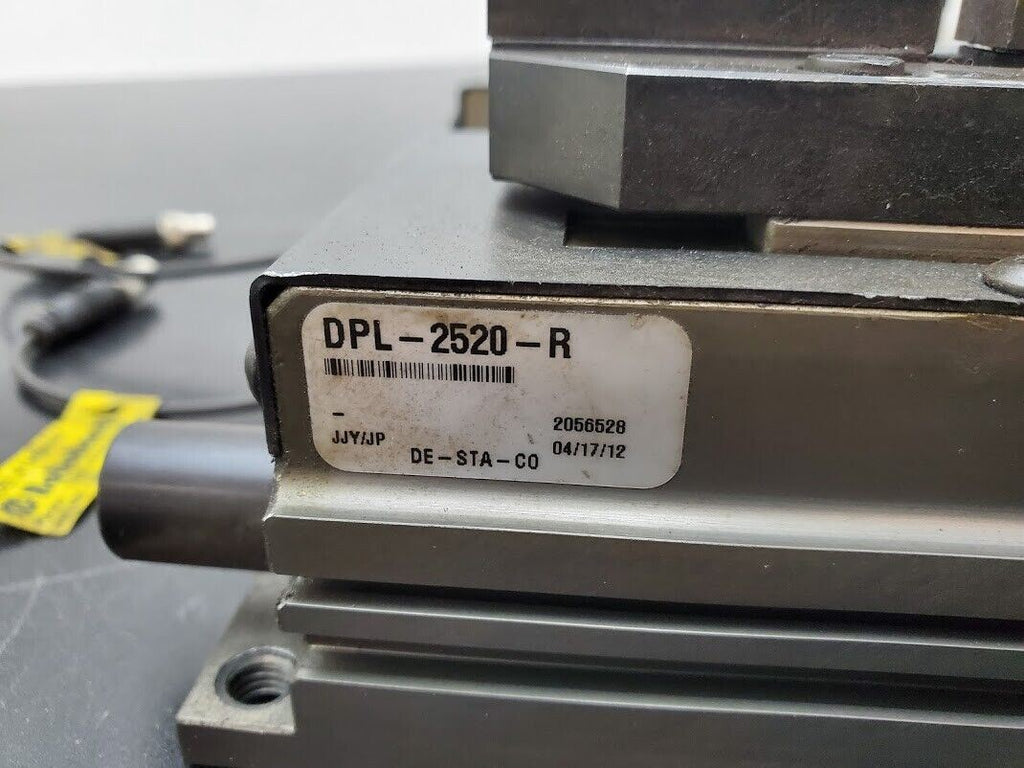 DPL-2520-R
-
JJY/JP
2056528
04/17/12
DE-STA-CO